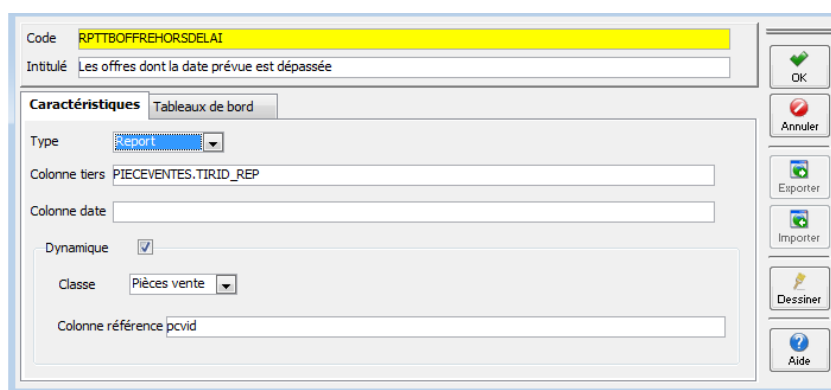 Code RPTTBOFFREHORSDELAI
Intitulé Les offres dont la date prévue est dépassée
Caractéristiques Tableaux de bord
Type Report
Colonne tiers PIECEVENTES.TIRID_REP
Colonne date
Dynamique
Classe Pièces vente
Colonne référence pcvid
OK
Annuler
Exporter
Importer
Dessiner
Aide